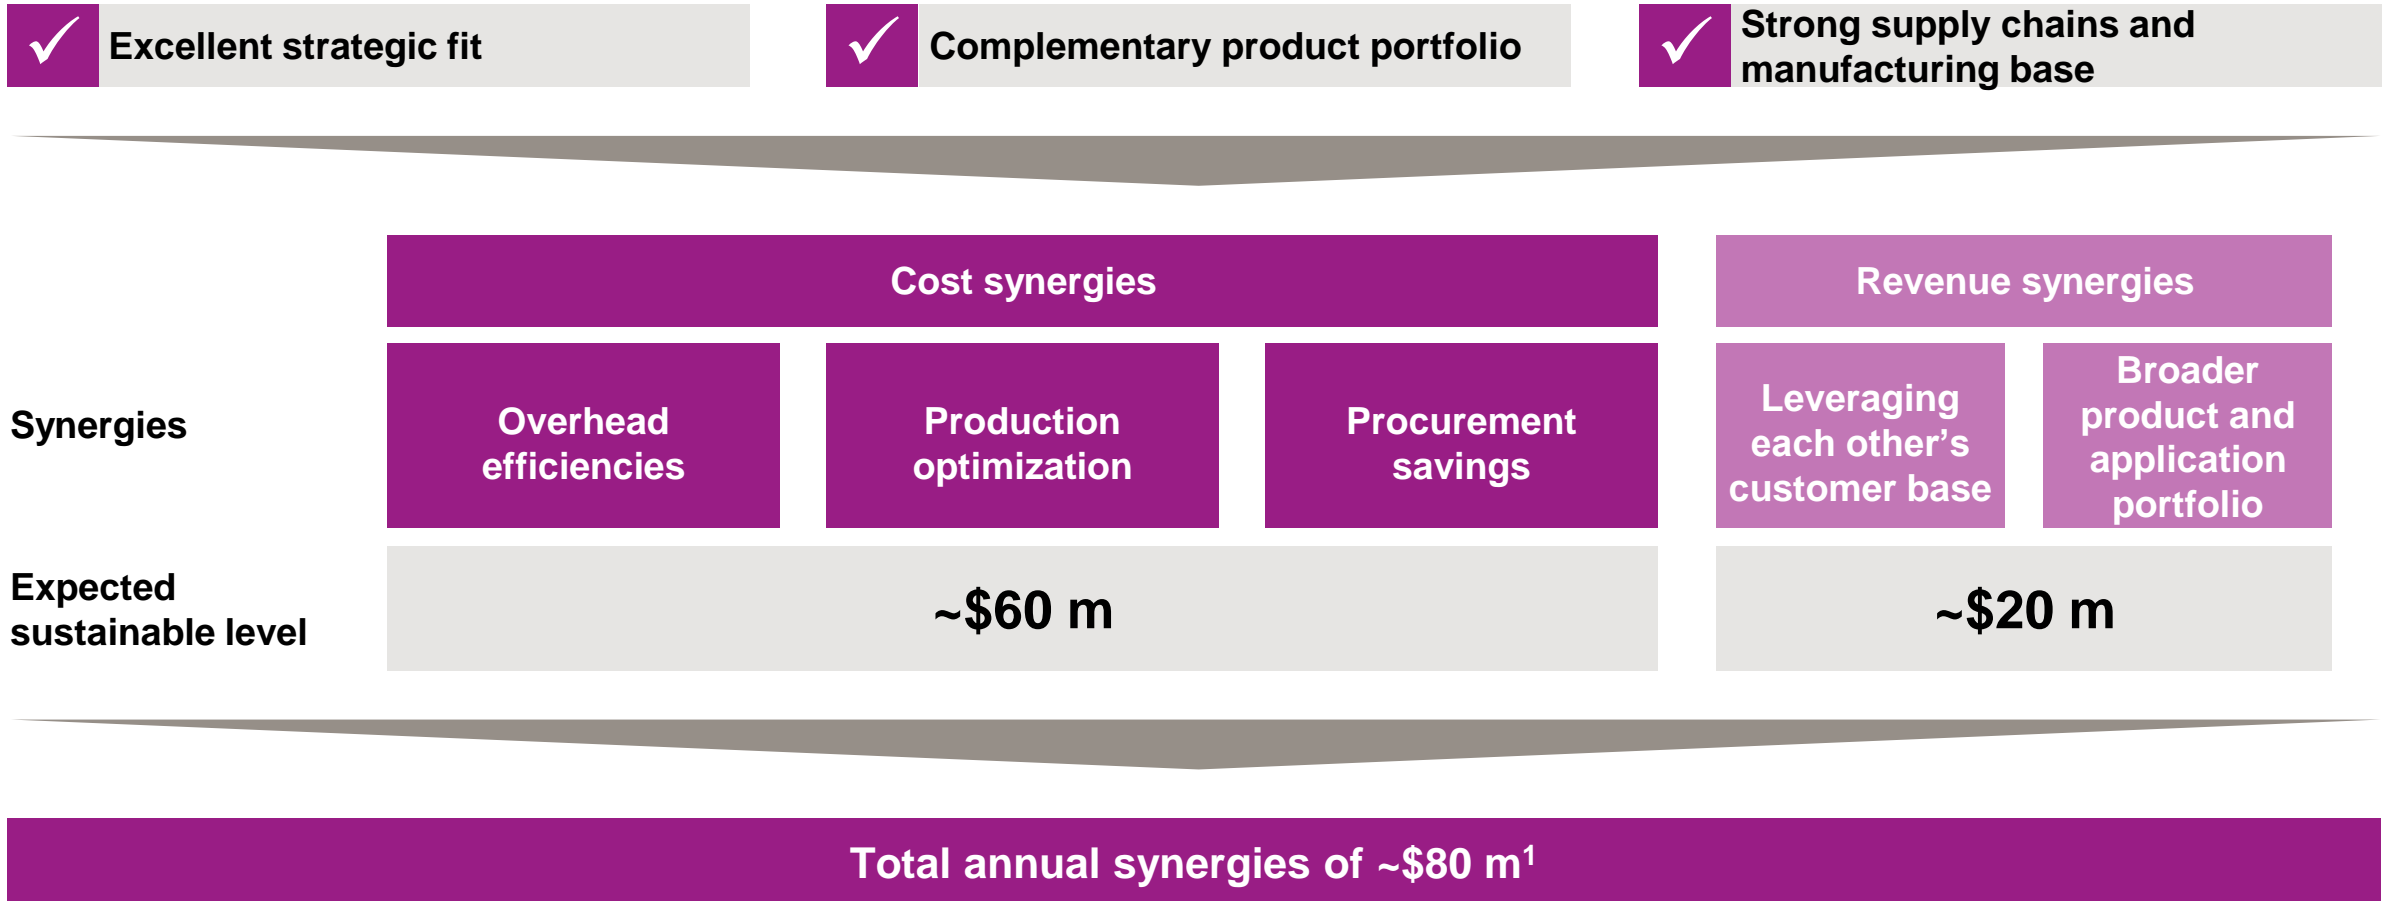 Excellent strategic fit
Complementary product portfolio
Strong supply chains and
manufacturing base
Cost synergies
Revenue synergies
Synergies
Overhead
efficiencies
Production
optimization
Procurement
savings
Leveraging
each other’s
customer base
Broader
product and
application
portfolio
Expected
sustainable level
~$60 m
~$20 m
Total annual synergies of ~$80 m¹